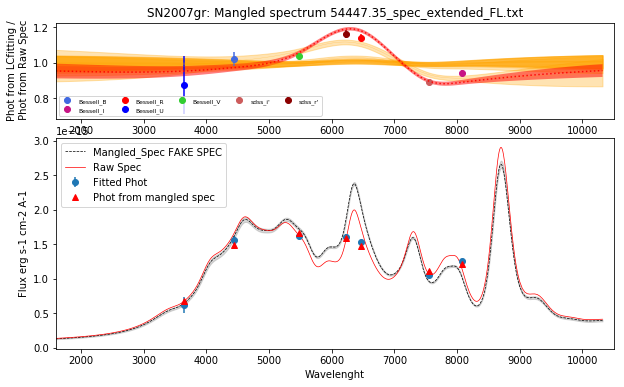 SN2007gr: Mangled spectrum 54447.35_spec_extended_FL.txt
Phot from LCfitting /
Phot from Raw Spec
1.2
1.0
0.8
Bessell_B
Bessell_I
Bessell_R
Bessell_U
Bessell_V
sdss_i'
sdss_r'
2000 3000 4000 5000 6000 7000 8000 9000 10000
Flux erg s-1 cm-2 A-1
3.0
2.5
2.0
1.5
1.0
0.5
0.0
Mangled_Spec FAKE SPEC
Raw Spec
Fitted Phot
Phot from mangled spec
2000 3000 4000 5000 6000 7000 8000 9000 10000
Wavelenght